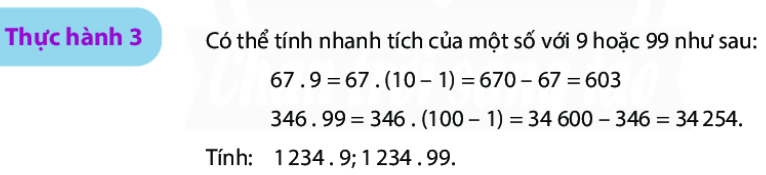 Thực hành 3
Có thể tính nhanh tích của một số với 9 hoặc 99 như sau:
67 . 9 = 67 . (10 – 1) = 670 – 67 = 603
346 . 99 = 346 . (100 – 1) = 34 600 – 346 = 34 254.
Tính: 1 234 . 9; 1 234 . 99.